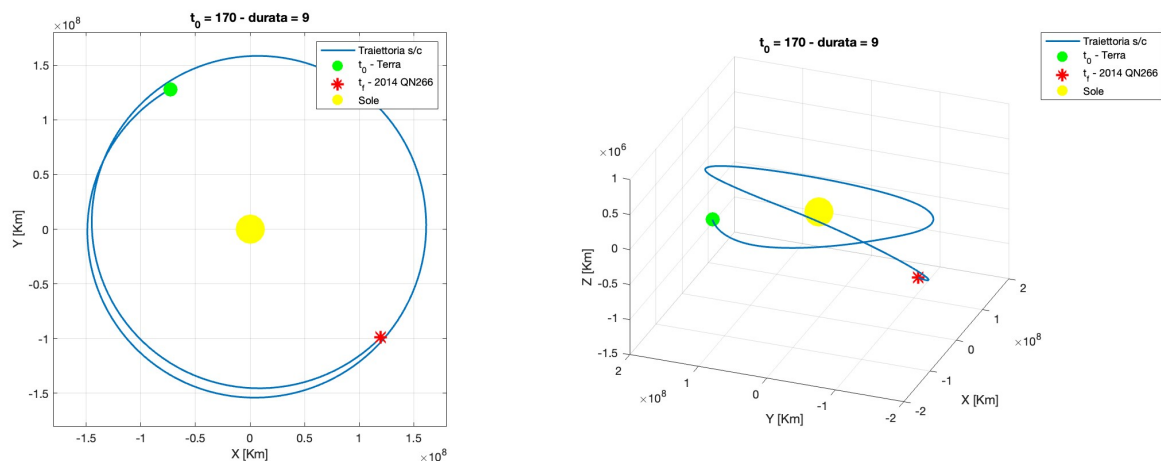 t0 = 170 - durata = 9
×10^8
Traiettoria s/c
t0 - Terra
tf - 2014 QN266
Sole
1.5
1
0.5
0
-0.5
-1
-1.5
Y [Km]
-1.5
-1
-0.5
0
0.5
1
1.5
X [Km]
×10^8
t0 = 170 - durata = 9
Traiettoria s/c
t0 - Terra
tf - 2014 QN266
Sole
×10^6
1
0.5
0
-0.5
-1
-1.5
Z [Km]
2
1
0
-1
-2
×10^8
Y [Km]
2
1
0
-1
-2
×10^8
X [Km]